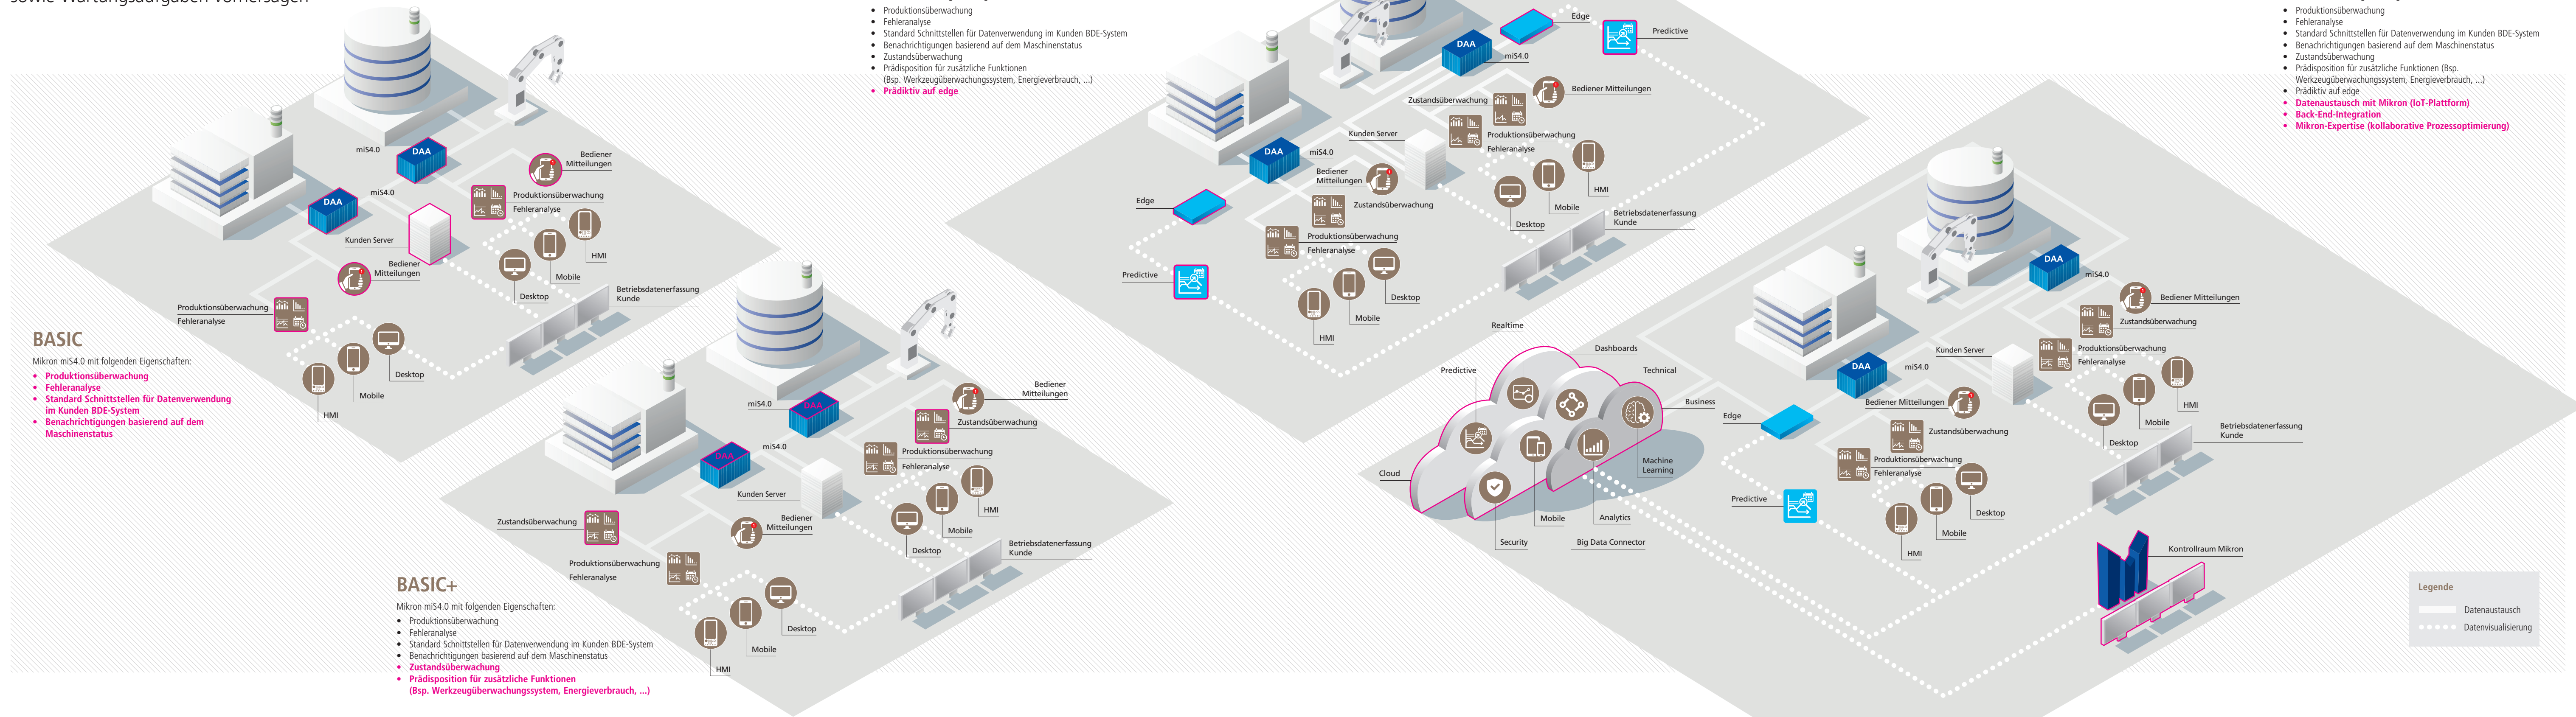 sowie Wartungsaufgaben vorhersagen
DAA
miS4.0
DAA
miS4.0
Bediener
Mitteilungen
Produktionsüberwachung
Fehleranalyse
Kunden Server
HMI
Mobile
Desktop
Bediener
Mitteilungen
Betriebsdatenerfassung
Kunde
Produktionsüberwachung
Fehleranalyse
Desktop
Mobile
HMI
BASIC
Mikron miS4.0 mit folgenden Eigenschaften:
• Produktionsüberwachung
• Fehleranalyse
• Standard Schnittstellen für Datenverwendung
im Kunden BDE-System
• Benachrichtigungen basierend auf dem
Maschinenstatus
miS4.0
DAA
miS4.0
DAA
Bediener
Mitteilungen
Zustandsüberwachung
Produktionsüberwachung
Fehleranalyse
Kunden Server
HMI
Mobile
Desktop
Bediener
Mitteilungen
Zustandsüberwachung
Betriebsdatenerfassung
Kunde
Produktionsüberwachung
Fehleranalyse
Desktop
Mobile
HMI
BASIC+
Mikron miS4.0 mit folgenden Eigenschaften:
• Produktionsüberwachung
• Fehleranalyse
• Standard Schnittstellen für Datenverwendung im Kunden BDE-System
• Benachrichtigungen basierend auf dem Maschinenstatus
• Zustandsüberwachung
• Prädisposition für zusätzliche Funktionen
(Bsp. Werkzeugüberwachungssystem, Energieverbrauch, ...)
• Produktionsüberwachung
• Fehleranalyse
• Standard Schnittstellen für Datenverwendung im Kunden BDE-System
• Benachrichtigungen basierend auf dem Maschinenstatus
• Zustandsüberwachung
• Prädisposition für zusätzliche Funktionen
(Bsp. Werkzeugüberwachungssystem, Energieverbrauch, ...)
• Prädiktiv auf edge
Edge
Predictive
DAA
miS4.0
Bediener Mitteilungen
Zustandsüberwachung
Produktionsüberwachung
Fehleranalyse
Kunden Server
DAA
miS4.0
Bediener
Mitteilungen
HMI
Mobile
Desktop
Edge
Zustandsüberwachung
Betriebsdatenerfassung
Kunde
Produktionsüberwachung
Fehleranalyse
Predictive
Desktop
Mobile
HMI
• Produktionsüberwachung
• Fehleranalyse
• Standard Schnittstellen für Datenverwendung im Kunden BDE-System
• Benachrichtigungen basierend auf dem Maschinenstatus
• Zustandsüberwachung
• Prädisposition für zusätzliche Funktionen (Bsp.
Werkzeugüberwachungssystem, Energieverbrauch, ...)
• Prädiktiv auf edge
• Datenaustausch mit Mikron (IoT-Plattform)
• Back-End-Integration
• Mikron-Expertise (kollaborative Prozessoptimierung)
Realtime
Dashboards
Predictive
Technical
Business
Machine
Learning
Cloud
Analytics
Mobile
Security
Big Data Connector
DAA
miS4.0
Bediener Mitteilungen
Zustandsüberwachung
Produktionsüberwachung
Fehleranalyse
Kunden Server
DAA
miS4.0
Bediener Mitteilungen
HMI
Mobile
Desktop
Edge
Zustandsüberwachung
Betriebsdatenerfassung
Kunde
Produktionsüberwachung
Fehleranalyse
Predictive
Desktop
Mobile
HMI
Kontrollraum Mikron
Legende
Datenaustausch
Datenvisualisierung